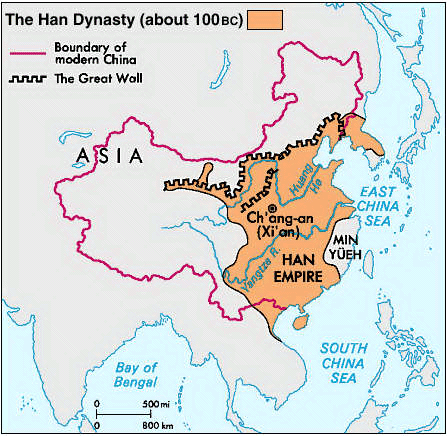 The Han Dynasty (about 100BC)
Boundary of
modern China
The Great Wall
ASIA
Huang
He
EAST
CHINA
SEA
Ch'ang-an
(Xi'an)
MIN
YÜEH
Yangtze R.
HAN
EMPIRE
SOUTH
CHINA
SEA
Bay of
Bengal
0 500 mi
0 800 km